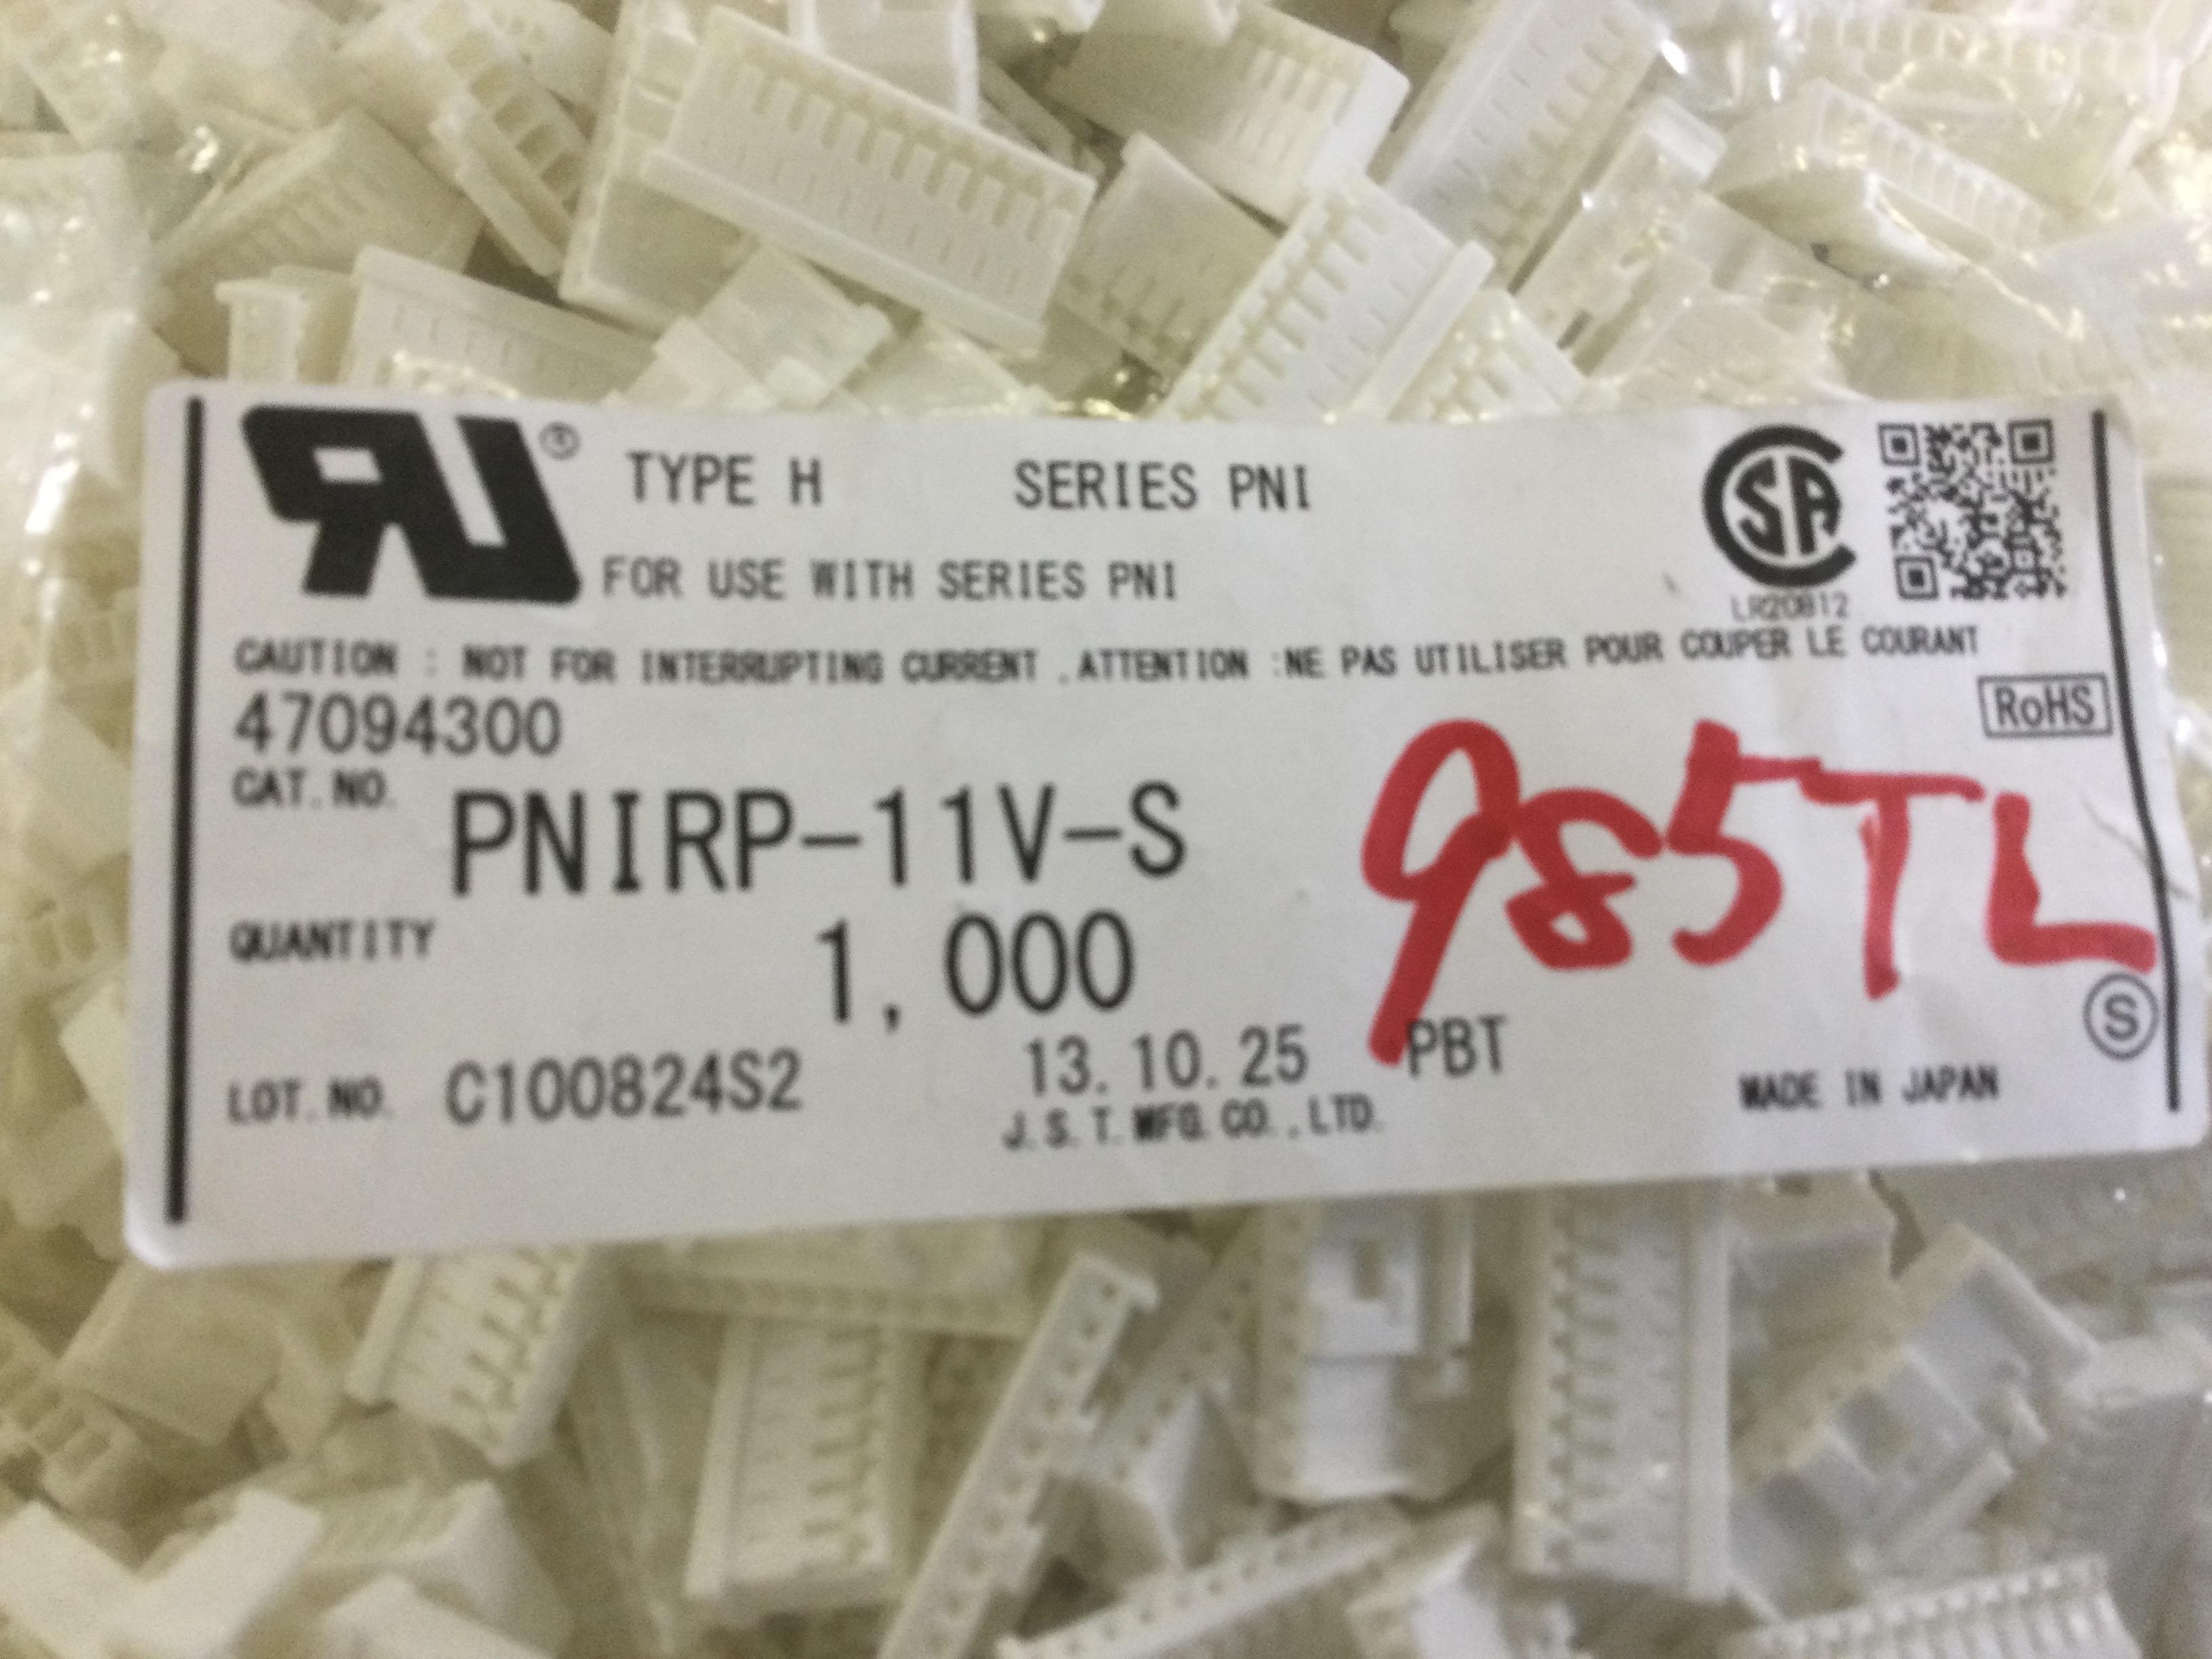 RU® TYPE H SERIES PNI
FOR USE WITH SERIES PNI
CSA
LR20812
CAUTION : NOT FOR INTERRUPTING CURRENT .ATTENTION :NE PAS UTILISER POUR COUPER LE COURANT
47094300
RoHS
CAT.NO. PNIRP-11V-S
985TL
QUANTITY 1,000
LOT.NO. C100824S2 13.10.25 PBT
S
J.S.T.MFG.CO.,LTD. MADE IN JAPAN